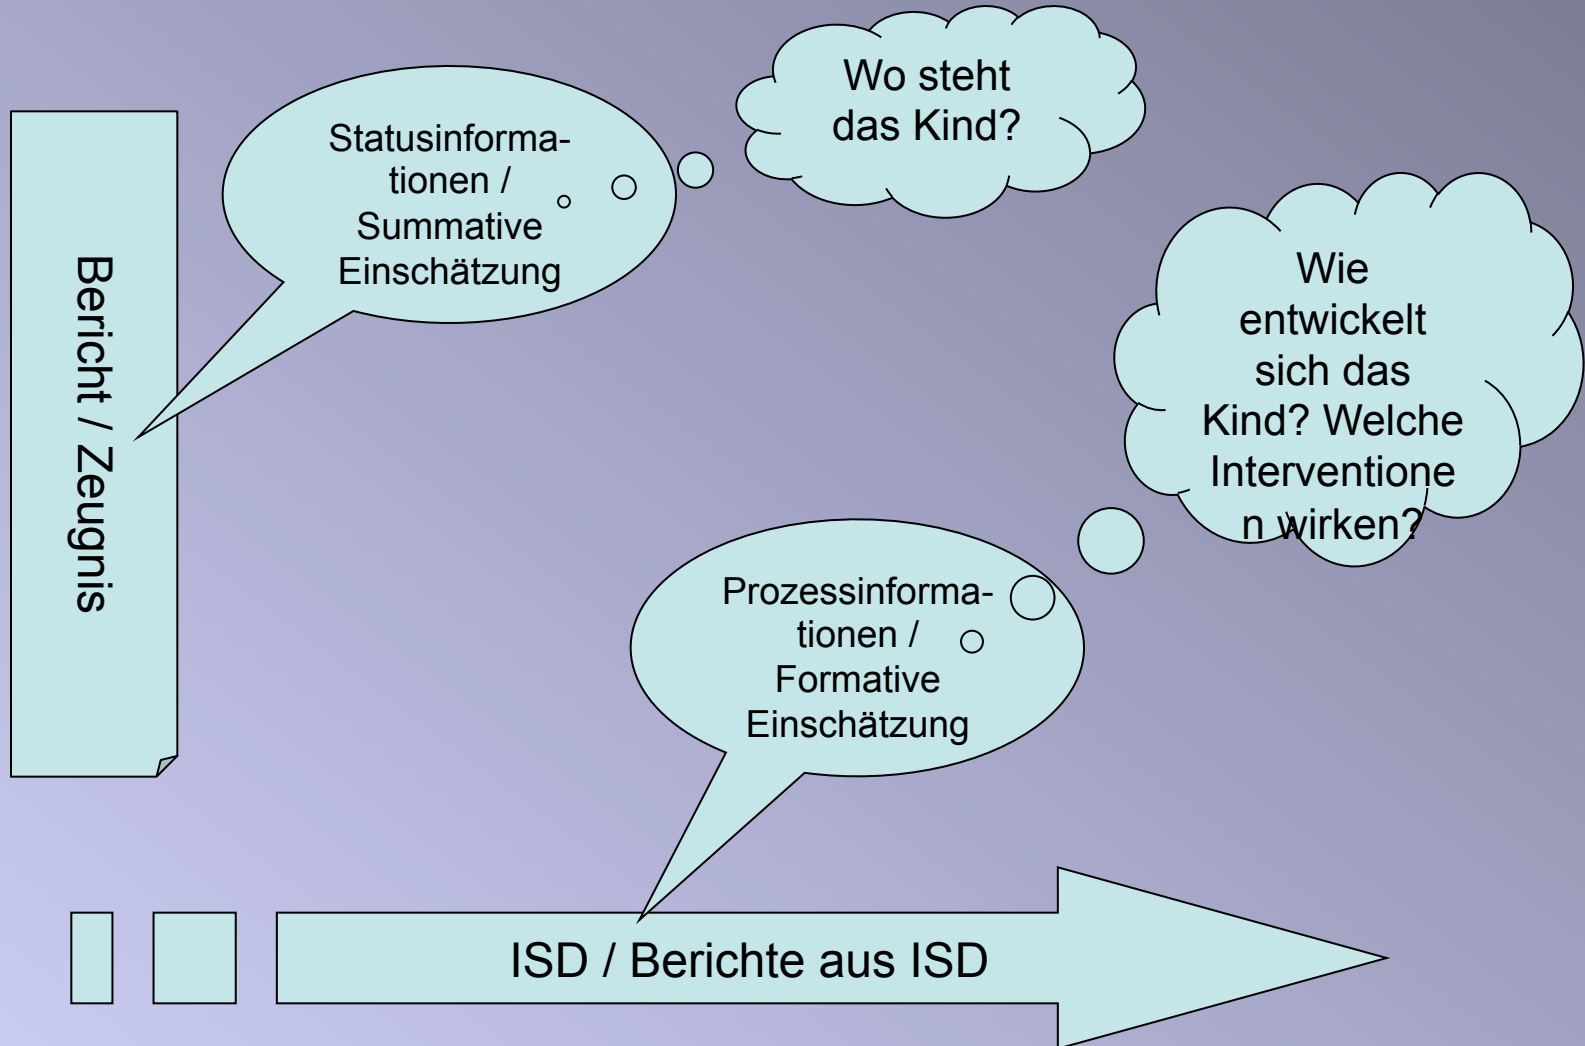 Wo steht
das Kind?
Statusinforma-
tionen /
Summative
Einschätzung
Bericht / Zeugnis
Wie
entwickelt
sich das
Kind? Welche
Interventione
n wirken?
Prozessinforma-
tionen /
Formative
Einschätzung
ISD / Berichte aus ISD